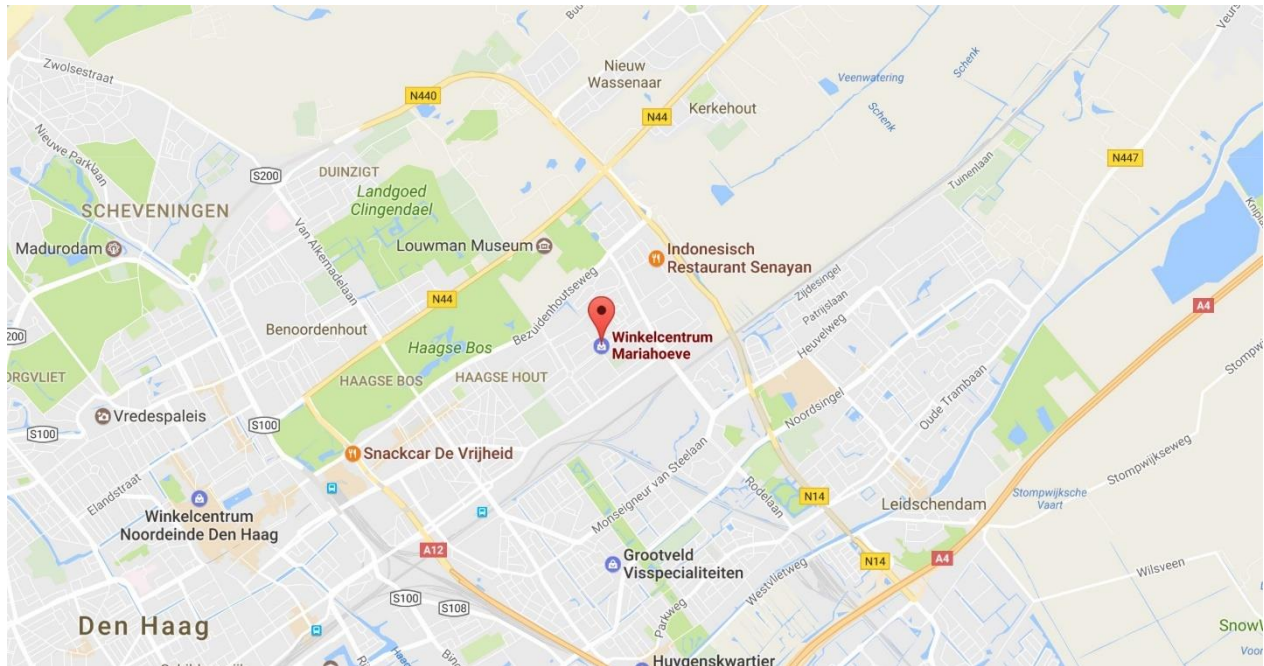 Zwolsestraat
Nieuw
Wassenaar
Veenwatering
Schenk
N440
Kerkehout
N44
Schenk
Nieuwe Parklaan
N447
Tuinenlaan
S200
DUINZIGT
Landgoed
Clingendael
SCHEVENINGEN
Van Alkemadelaan
Madurodam
Louwman Museum
Indonesisch
Restaurant Senayan
Zijdesingel
Patrijslaan
Heuvelweg
A4
N44
Bezuidenhoutseweg
Benoordenhout
Haagse Bos
Winkelcentrum
Mariahoeve
HAAGSE BOS
HAAGSE HOUT
Vredespaleis
S100
S100
Noordsingel
Oude Trambaan
Snackcar De Vrijheid
Monseigneur van Steelaan
Stompwijkseweg
Elandstraat
Winkelcentrum
Noordeinde Den Haag
Rodelaan
N14
Leidschendam
Stompwijksche
Vaart
A12
Grootveld
Visspecialiteiten
N14
A4
Westvlietweg
Wilsveen
S100
S108
Parkweg
Den Haag
Huygenskwartier